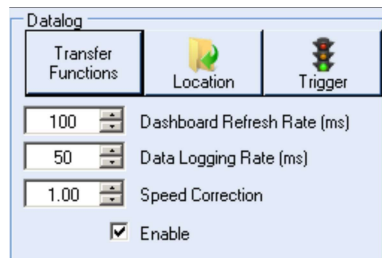 Datalog
Transfer
Functions
Location
Trigger
100 Dashboard Refresh Rate (ms)
50 Data Logging Rate (ms)
1.00 Speed Correction
Enable